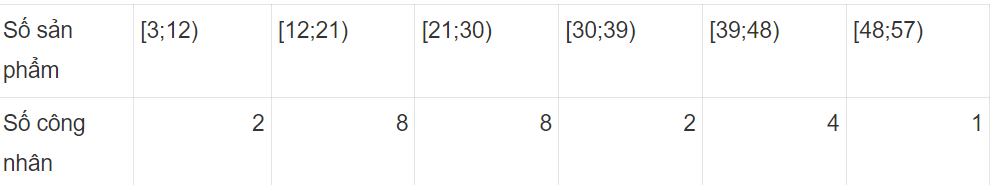 Số sản phẩm [3;12) [12;21) [21;30) [30;39) [39;48) [48;57)
Số công nhân 2 8 8 2 4 1